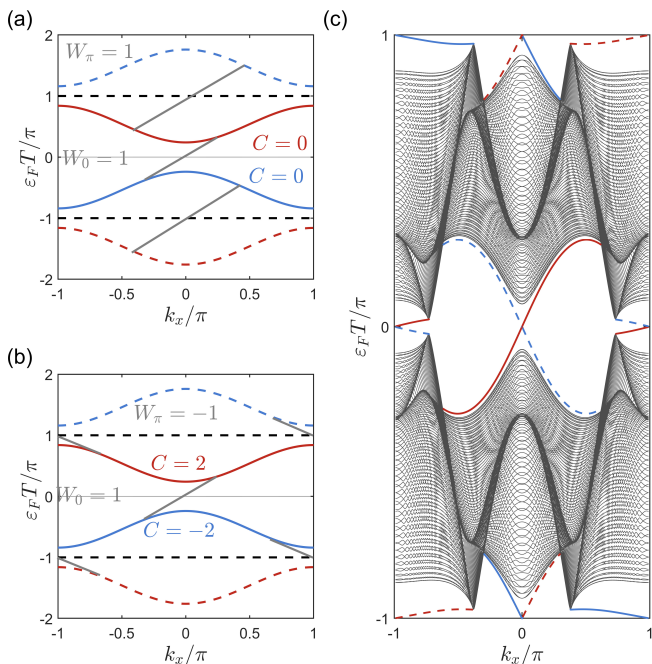 (a)
2
1
0
-1
-2
-1
-0.5
0
0.5
1
ε_F T/π
k_x/π
W_π = 1
W_0 = 1
C = 0
C = 0
(b)
2
1
0
-1
-2
-1
-0.5
0
0.5
1
ε_F T/π
k_x/π
W_π = −1
W_0 = 1
C = 2
C = −2
(c)
1
0
-1
-1
0
1
ε_F T/π
k_x/π